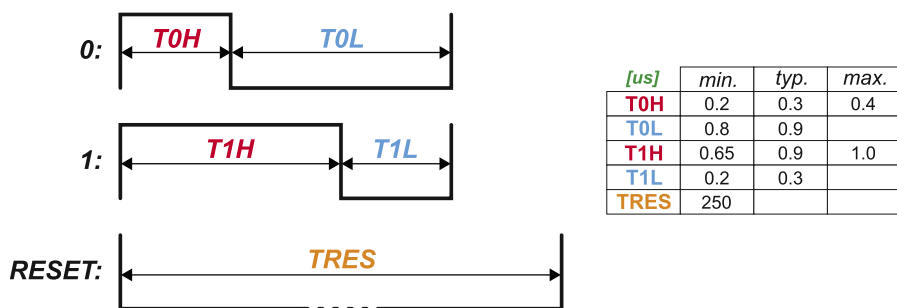 0: T0H T0L
1: T1H T1L
RESET: TRES
[us] min. typ. max.
T0H 0.2 0.3 0.4
T0L 0.8 0.9
T1H 0.65 0.9 1.0
T1L 0.2 0.3
TRES 250